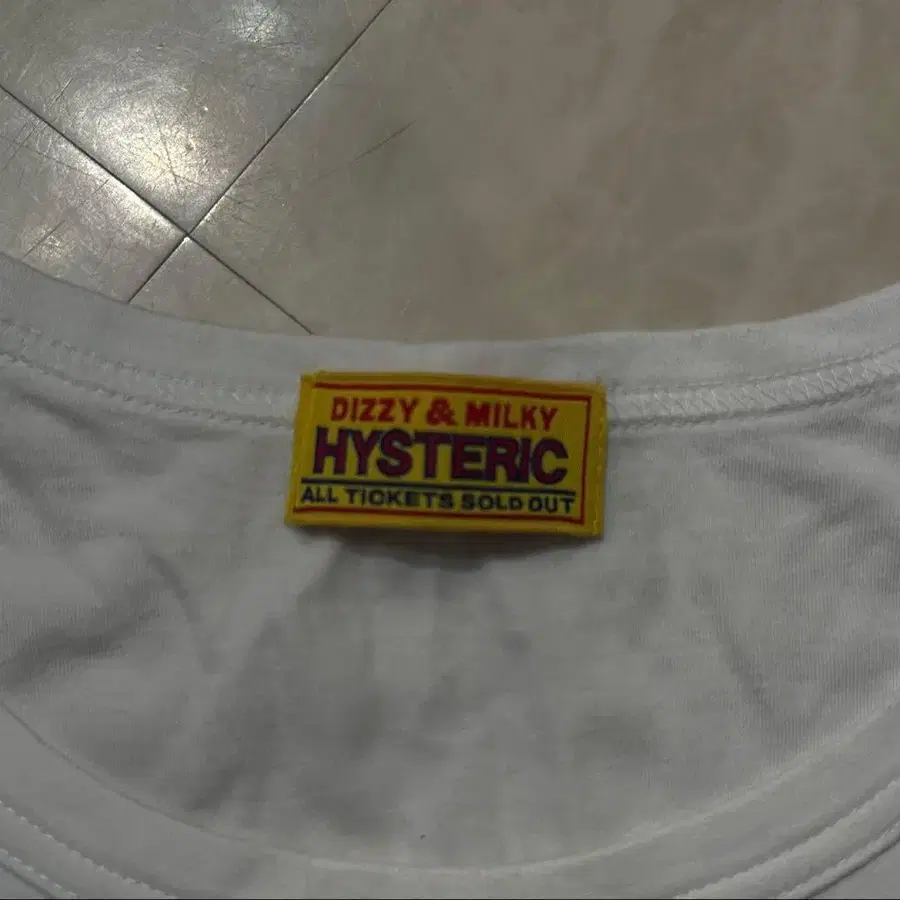 DIZZY & MILKY
HYSTERIC
ALL TICKETS SOLD OUT